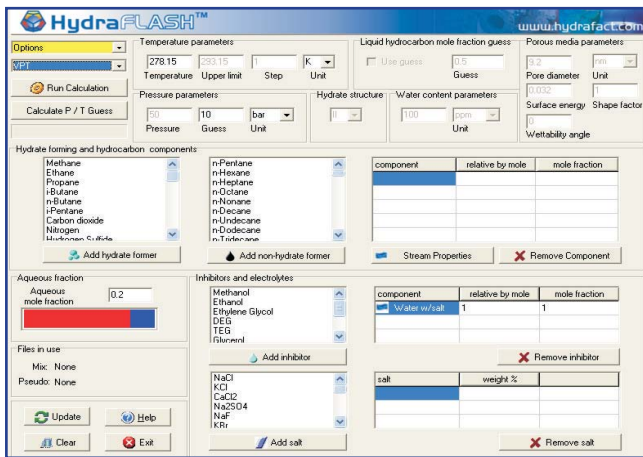 HydraFLASH™
www.hydrafact.com
Options
VPT
Run Calculation
Calculate P / T Guess
Temperature parameters
278.15 293.15 1 K
Temperature Upper limit Step Unit
Pressure parameters
50 10 bar
Pressure Guess Unit
Liquid hydrocarbon mole fraction guess
Use guess 0.5
Guess
Hydrate structure
II
Water content parameters
100 ppm
Unit
Porous media parameters
9.2 nm
Pore diameter Unit
0.032 1
Surface energy Shape factor
0
Wettability angle
Hydrate forming and hydrocarbon components
Methane
Ethane
Propane
i-Butane
n-Butane
i-Pentane
Carbon dioxide
Nitrogen
Hydrogen Sulfide
Add hydrate former
n-Pentane
n-Hexane
n-Heptane
n-Octane
n-Nonane
n-Decane
n-Undecane
n-Dodecane
n-Tridecane
Add non-hydrate former
component relative by mole mole fraction
Stream Properties
Remove Component
Aqueous fraction
Aqueous
mole fraction
0.2
Files in use
Mix: None
Pseudo: None
Update
Help
Clear
Exit
Inhibitors and electrolytes
Methanol
Ethanol
Ethylene Glycol
DEG
TEG
Glycerol
Add inhibitor
component relative by mole mole fraction
Water w/salt 1 1
Remove inhibitor
NaCl
KCl
CaCl2
Na2SO4
NaF
KBr
Add salt
salt weight %
Remove salt